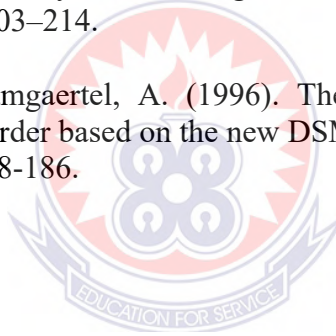 03–214.
mgaertel, A. (1996). The
rder based on the new DSM
8-186.
EDUCATION FOR SERVICE